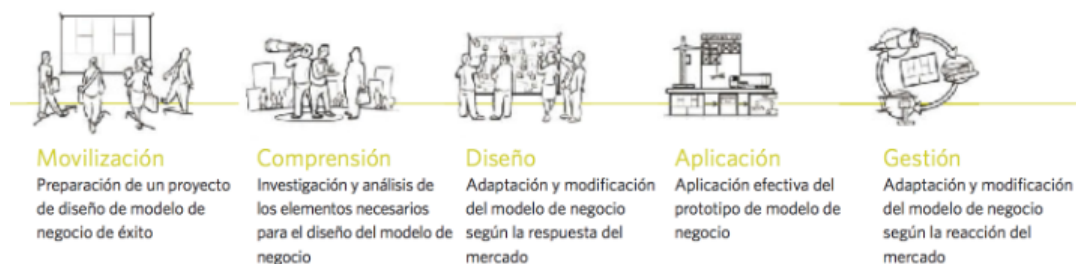 Movilización
Preparación de un proyecto
de diseño de modelo de
negocio de éxito
Comprensión
Investigación y análisis de
los elementos necesarios
para el diseño del modelo de
negocio
Diseño
Adaptación y modificación
del modelo de negocio
según la respuesta del
mercado
Aplicación
Aplicación efectiva del
prototipo de modelo de
negocio
Gestión
Adaptación y modificación
del modelo de negocio
según la reacción del
mercado